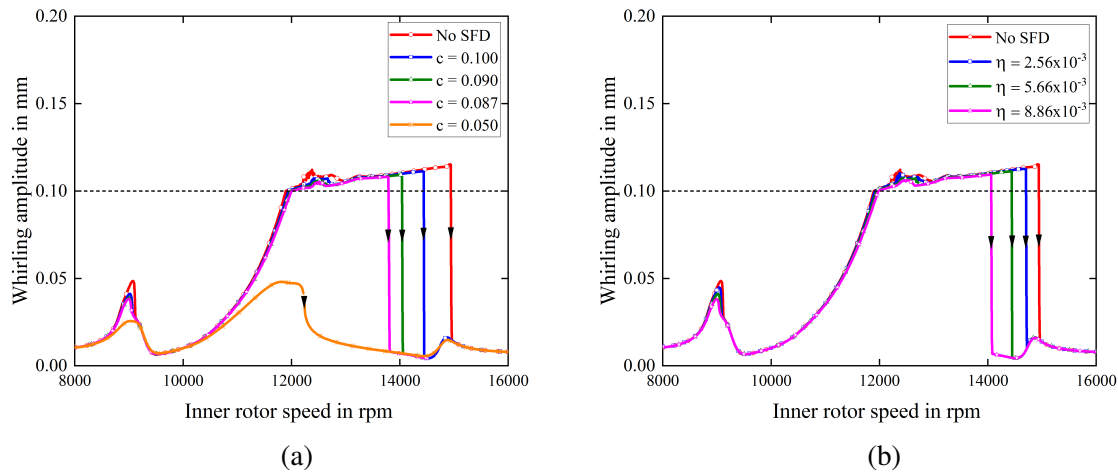 Whirling amplitude in mm
0.20
0.15
0.10
0.05
0.00
No SFD
c = 0.100
c = 0.090
c = 0.087
c = 0.050
8000 10000 12000 14000 16000
Inner rotor speed in rpm
(a)
Whirling amplitude in mm
0.20
0.15
0.10
0.05
0.00
No SFD
η = 2.56x10⁻³
η = 5.66x10⁻³
η = 8.86x10⁻³
8000 10000 12000 14000 16000
Inner rotor speed in rpm
(b)